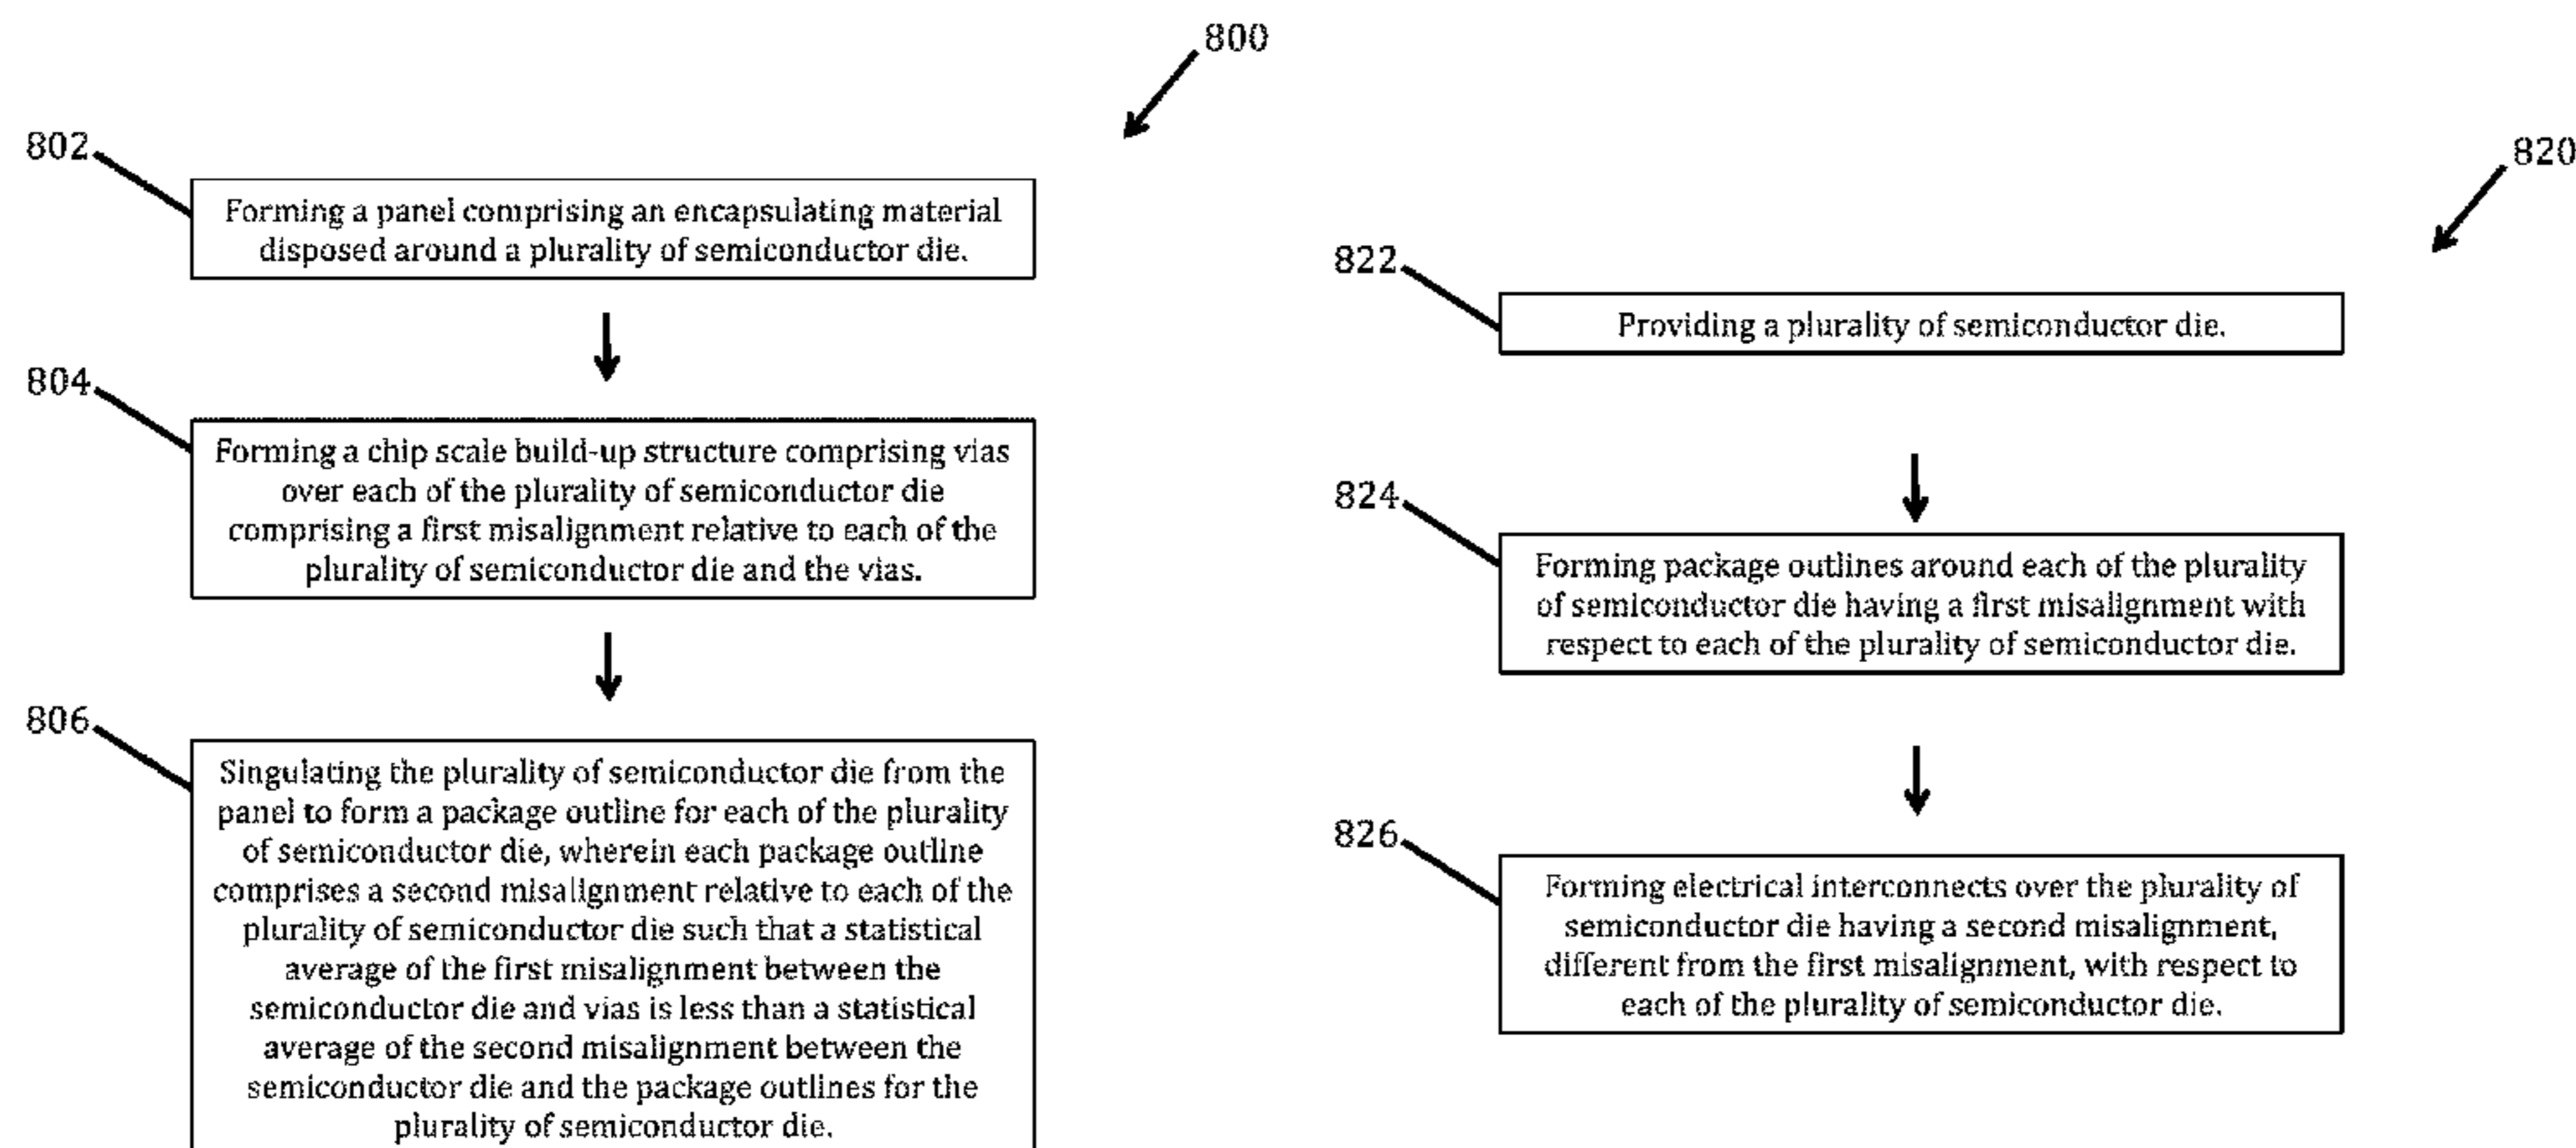 800
802
Forming a panel comprising an encapsulating material
disposed around a plurality of semiconductor die.
804
Forming a chip scale build-up structure comprising vias
over each of the plurality of semiconductor die
comprising a first misalignment relative to each of the
plurality of semiconductor die and the vias.
806
Singulating the plurality of semiconductor die from the
panel to form a package outline for each of the plurality
of semiconductor die, wherein each package outline
comprises a second misalignment relative to each of the
plurality of semiconductor die such that a statistical
average of the first misalignment between the
semiconductor die and vias is less than a statistical
average of the second misalignment between the
semiconductor die and the package outlines for the
plurality of semiconductor die.
820
822
Providing a plurality of semiconductor die.
824
Forming package outlines around each of the plurality
of semiconductor die having a first misalignment with
respect to each of the plurality of semiconductor die.
826
Forming electrical interconnects over the plurality of
semiconductor die having a second misalignment,
different from the first misalignment, with respect to
each of the plurality of semiconductor die.